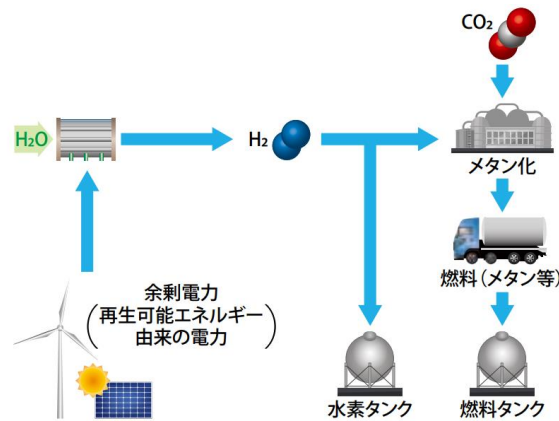 CO₂
H₂O
H₂
メタン化
燃料(メタン等)
余剰電力
(再生可能エネルギー
由来の電力)
水素タンク
燃料タンク